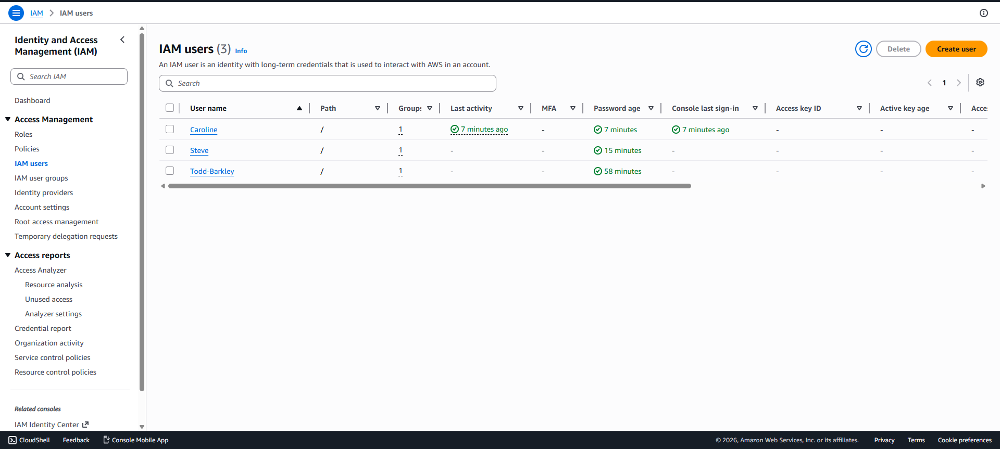 IAM > IAM users
Identity and Access
Management (IAM)
Search IAM
Dashboard
Access Management
Roles
Policies
IAM users
IAM user groups
Identity providers
Account settings
Root access management
Temporary delegation requests
Access reports
Access Analyzer
Resource analysis
Unused access
Analyzer settings
Credential report
Organization activity
Service control policies
Resource control policies
Related consoles
IAM Identity Center
IAM users (3) Info
Delete
Create user
An IAM user is an identity with long-term credentials that is used to interact with AWS in an account.
Search
1
User name Path Groups Last activity MFA Password age Console last sign-in Access key ID Active key age Acce
Caroline / 1 7 minutes ago - 7 minutes 7 minutes ago - - -
Steve / 1 - - 15 minutes - - - -
Todd-Barkley / 1 - - 58 minutes - - - -
CloudShell Feedback Console Mobile App © 2026, Amazon Web Services, Inc. or its affiliates. Privacy Terms Cookie preferences